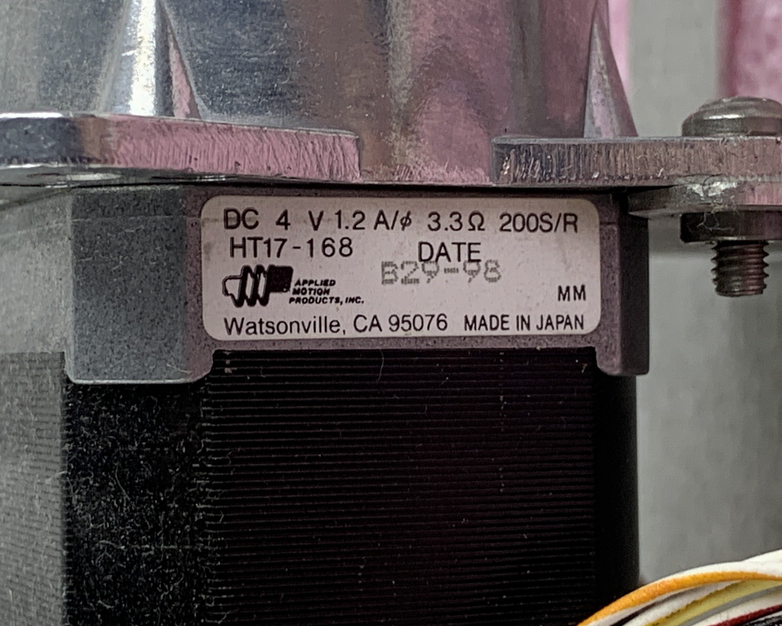 DC 4 V 1.2 A/ϕ 3.3Ω 200S/R
HT17-168 DATE
B29-98
APPLIED
MOTION
PRODUCTS, INC.
MM
Watsonville, CA 95076 MADE IN JAPAN